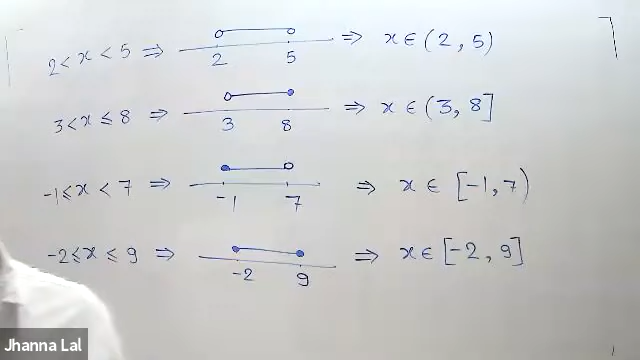 2 < x < 5 ⇒ 2 5 ⇒ x ∈ (2, 5)
3 < x ≤ 8 ⇒ 3 8 ⇒ x ∈ (3, 8]
-1 ≤ x < 7 ⇒ -1 7 ⇒ x ∈ [-1, 7)
-2 ≤ x ≤ 9 ⇒ -2 9 ⇒ x ∈ [-2, 9]
Jhanna Lal